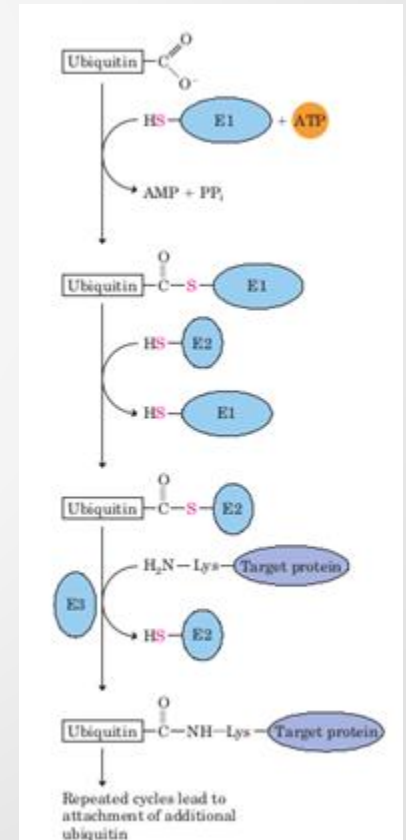 O
Ubiquitin C
O⁻
HS E1 + ATP
AMP + PPi
O
Ubiquitin C S E1
HS E2
HS E1
O
Ubiquitin C S E2
H₂N–Lys Target protein
E3
HS E2
O
Ubiquitin C–NH–Lys Target protein
Repeated cycles lead to
attachment of additional
ubiquitin